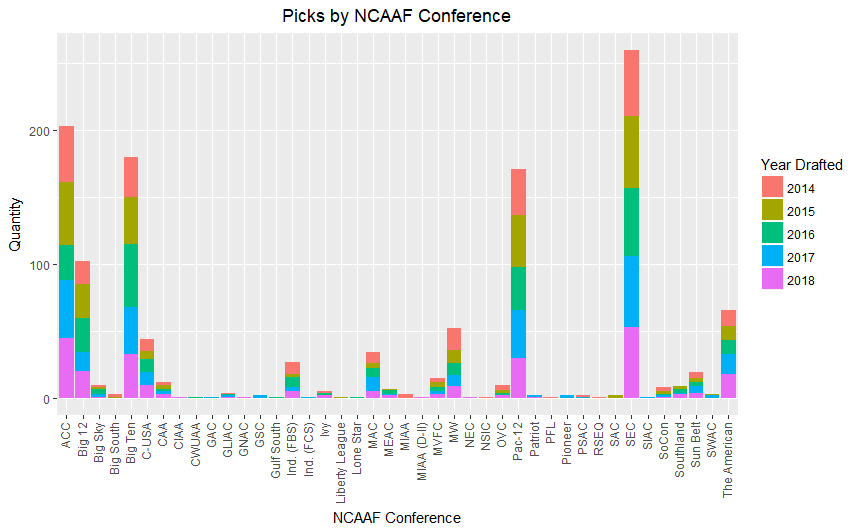 Picks by NCAAF Conference
Quantity
200
100
0
ACC
Big 12
Big Sky
Big South
Big Ten
C-USA
CAA
CIAA
CWUAA
GAC
GLIAC
GNAC
GSC
Gulf South
Ind. (FBS)
Ind. (FCS)
Ivy
Liberty League
Lone Star
MAC
MEAC
MIAA
MIAA (D-II)
MVFC
MW
NEC
NSIC
OVC
Pac-12
Patriot
PFL
Pioneer
PSAC
RSEQ
SAC
SEC
SIAC
SoCon
Southland
Sun Belt
SWAC
The American
NCAAF Conference
Year Drafted
2014
2015
2016
2017
2018